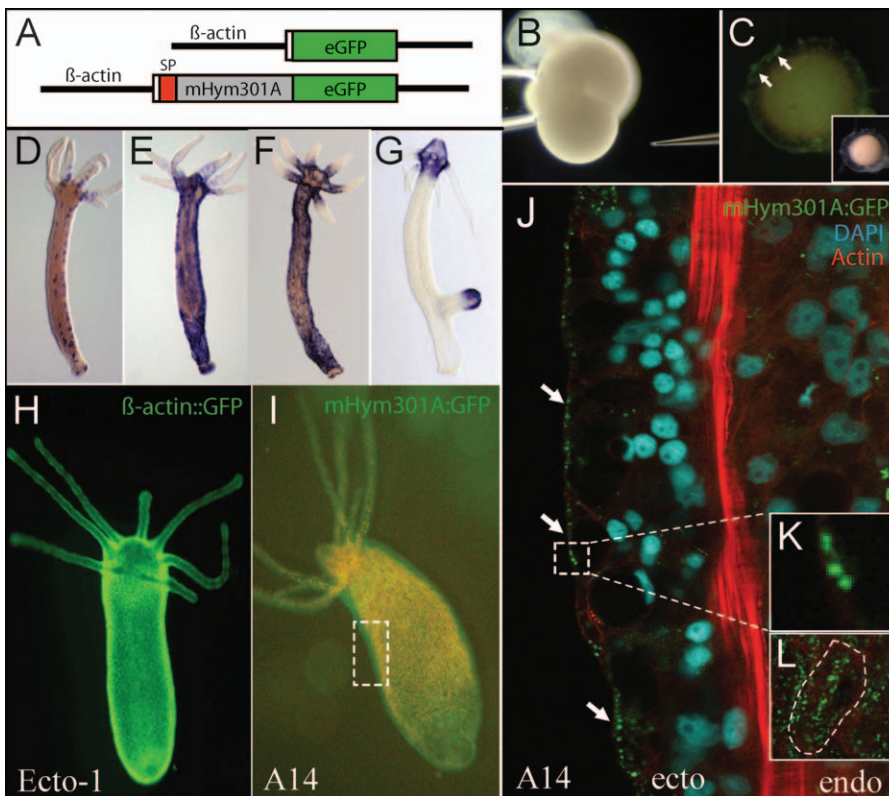 A
ß-actin
eGFP
ß-actin
SP
mHym301A
eGFP
B
C
D
E
F
G
H
ß-actin::GFP
Ecto-1
I
mHym301A:GFP
A14
J
mHym301A:GFP
DAPI
Actin
K
L
A14
ecto
endo